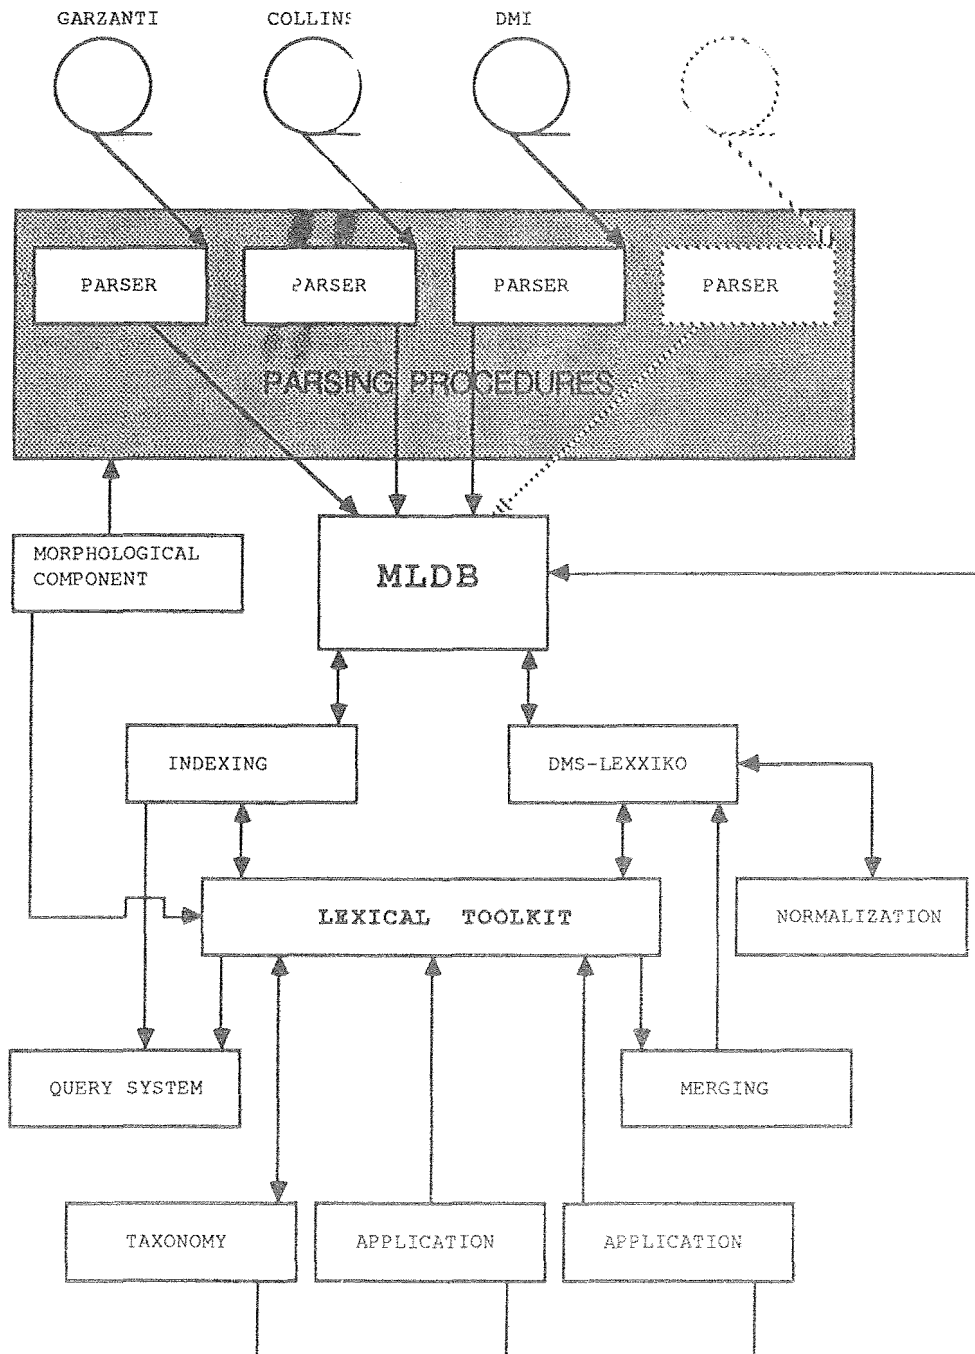 GARZANTI
COLLINS
DMI
PARSER
PARSER
PARSER
PARSER
PARSING PROCEDURES
MORPHOLOGICAL
COMPONENT
MLDB
INDEXING
DMS-LEXXIKO
LEXICAL TOOLKIT
NORMALIZATION
QUERY SYSTEM
MERGING
TAXONOMY
APPLICATION
APPLICATION